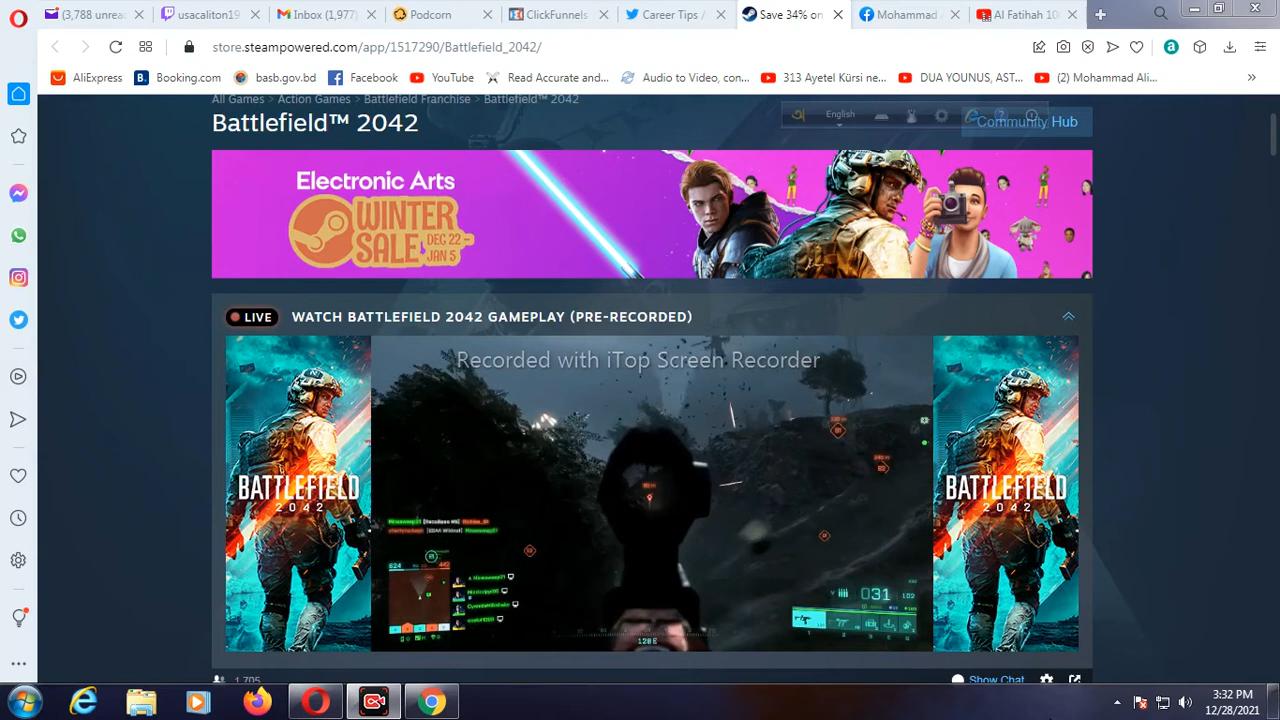 (3,788 unrea
usacaliton19
Inbox (1,977)
Podcorn
ClickFunnels
Career Tips /
Save 34% on
Mohammad
Al Fatihah 10
store.steampowered.com/app/1517290/Battlefield_2042/
AliExpress
Booking.com
basb.gov.bd
Facebook
YouTube
Read Accurate and...
Audio to Video, con...
313 Ayetel Kürsi ne...
DUA YOUNUS, AST...
(2) Mohammad Ali...
All Games > Action Games > Battlefield Franchise > Battlefield™ 2042
English
Battlefield™ 2042
Community Hub
Electronic Arts
WINTER
SALE
DEC 22 –
JAN 5
LIVE
WATCH BATTLEFIELD 2042 GAMEPLAY (PRE-RECORDED)
Recorded with iTop Screen Recorder
BATTLEFIELD
2042
BATTLEFIELD
2042
624
442
031
102
128 E
1,705
Show Chat
3:32 PM
12/28/2021